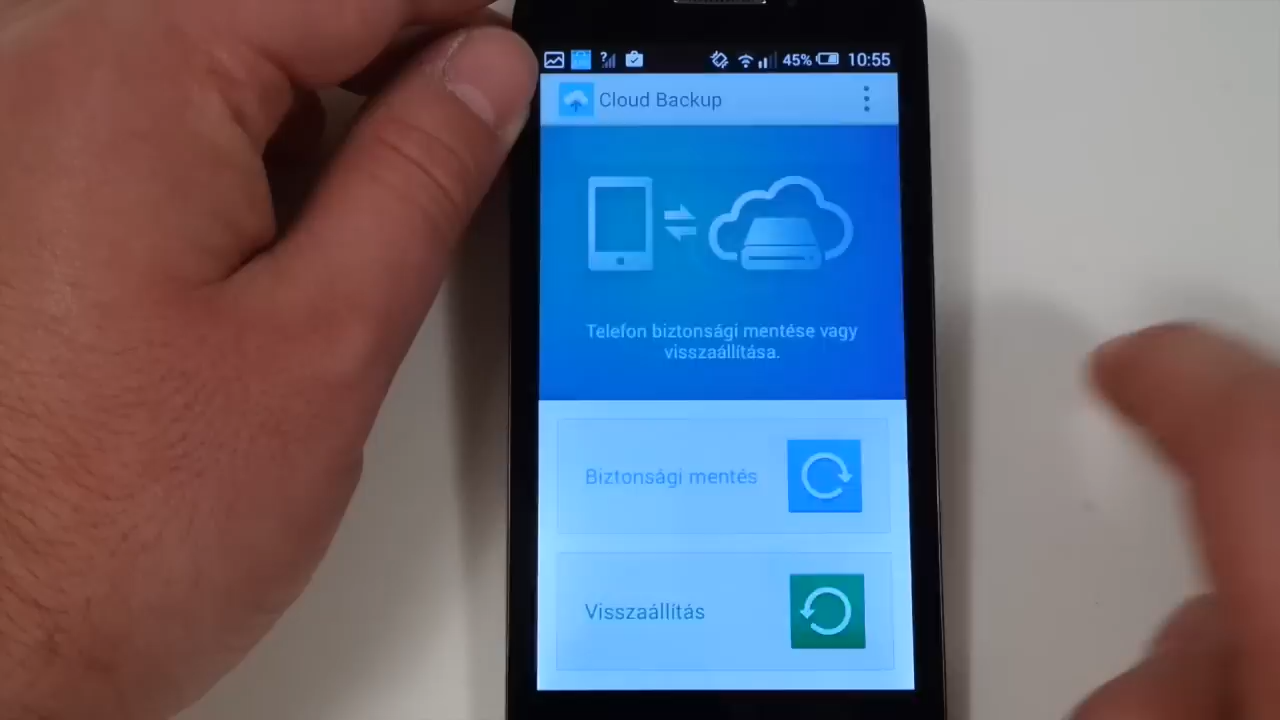 45% 10:55
Cloud Backup
Telefon biztonsági mentése vagy
visszaállítása.
Biztonsági mentés
Visszaállítás